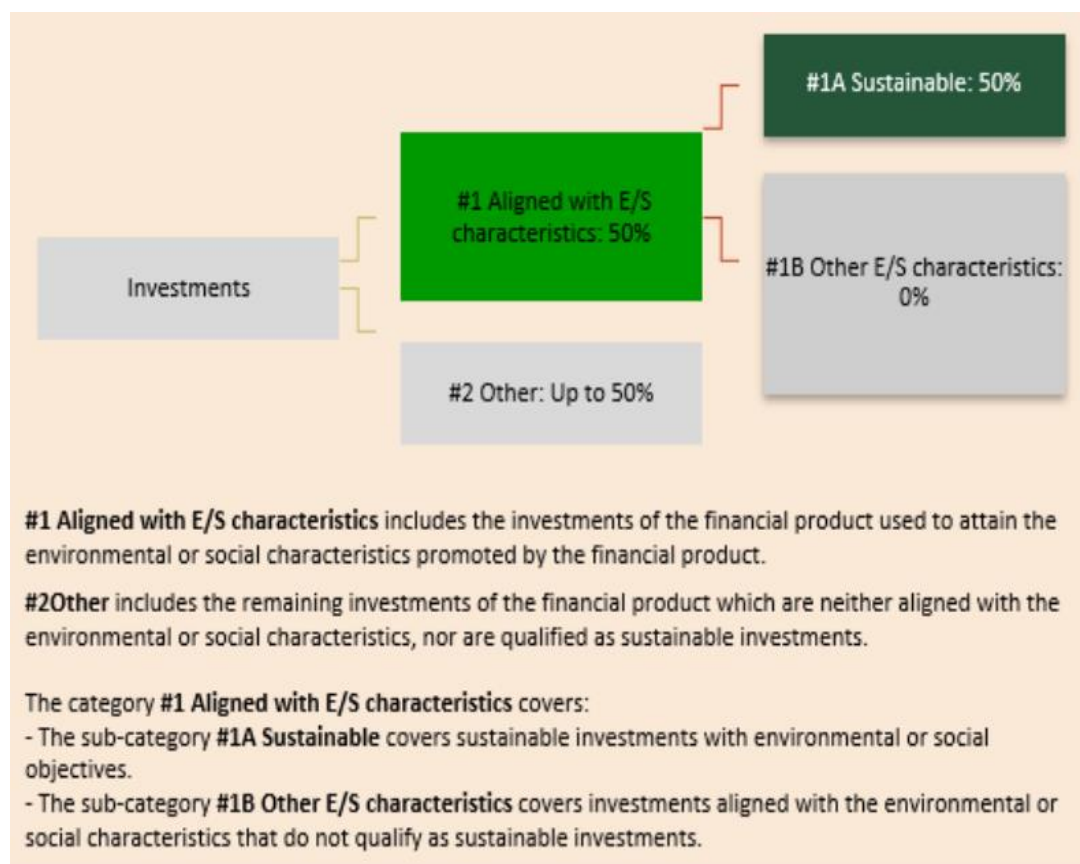 #1A Sustainable: 50%
#1 Aligned with E/S
characteristics: 50%
#1B Other E/S characteristics:
0%
Investments
#2 Other: Up to 50%
#1 Aligned with E/S characteristics includes the investments of the financial product used to attain the
environmental or social characteristics promoted by the financial product.
#2Other includes the remaining investments of the financial product which are neither aligned with the
environmental or social characteristics, nor are qualified as sustainable investments.
The category #1 Aligned with E/S characteristics covers:
- The sub-category #1A Sustainable covers sustainable investments with environmental or social
objectives.
- The sub-category #1B Other E/S characteristics covers investments aligned with the environmental or
social characteristics that do not qualify as sustainable investments.